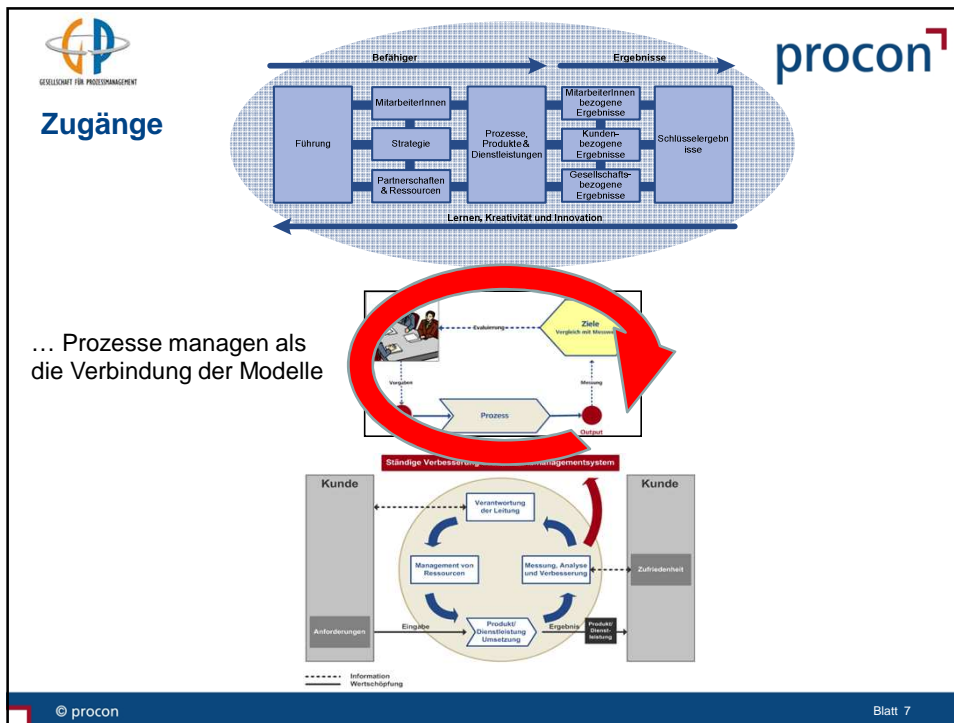 GP
GESELLSCHAFT FÜR PROZESSMANAGEMENT
procon
Zugänge
Befähiger
Ergebnisse
Führung
MitarbeiterInnen
Strategie
Partnerschaften
& Ressourcen
Prozesse,
Produkte &
Dienstleistungen
MitarbeiterInnen
bezogene
Ergebnisse
Kunden-
bezogene
Ergebnisse
Gesellschafts-
bezogene
Ergebnisse
Schlüsselergebn
isse
Lernen, Kreativität und Innovation
… Prozesse managen als
die Verbindung der Modelle
Evaluierung
Ziele
Vergleich mit
Vorgaben
Messung
Prozess
Output
Ständige Verbesserung
Kunde
Kunde
Verantwortung
der Leitung
Management von
Ressourcen
Messung, Analyse
und Verbesserung
Zufriedenheit
Anforderungen
Eingabe
Produkt/
Dienstleistung
Umsetzung
Ergebnis
Produkt/
Dienst-
leistung
Information
Wertschöpfung
© procon
Blatt 7